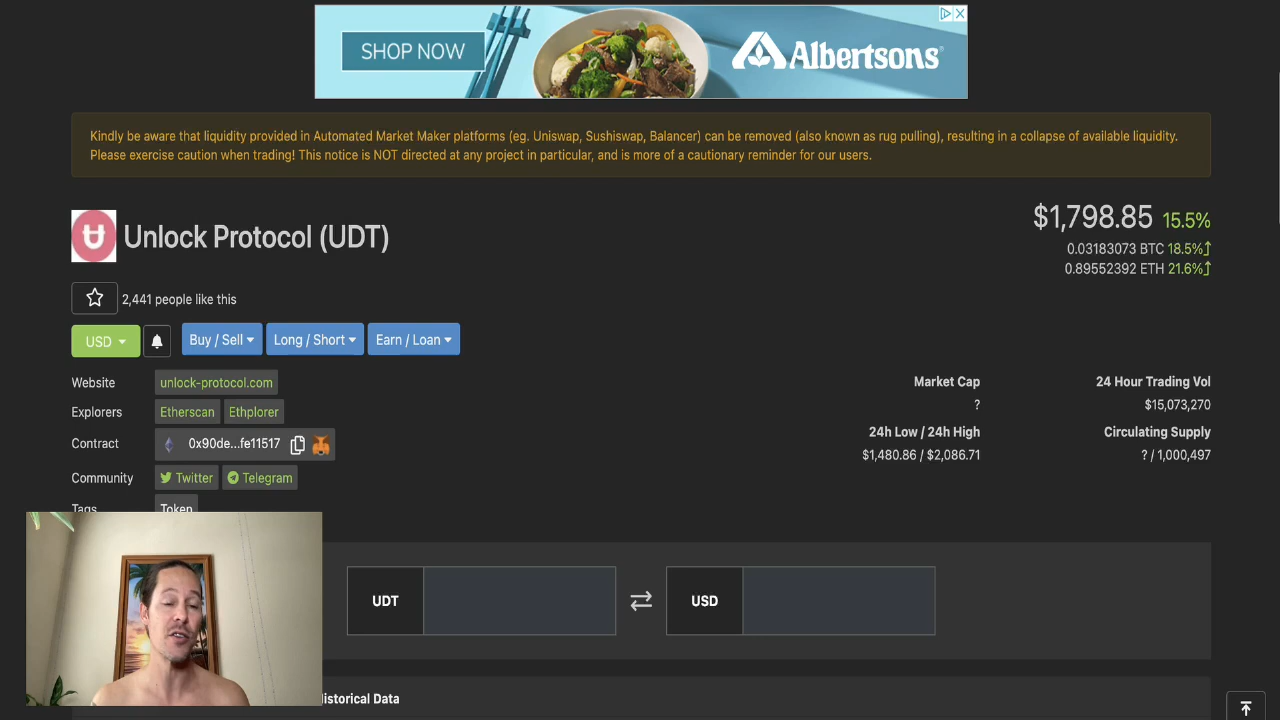 SHOP NOW
Albertsons
Kindly be aware that liquidity provided in Automated Market Maker platforms (eg. Uniswap, Sushiswap, Balancer) can be removed (also known as rug pulling), resulting in a collapse of available liquidity.
Please exercise caution when trading! This notice is NOT directed at any project in particular, and is more of a cautionary reminder for our users.
Unlock Protocol (UDT)
$1,798.85 15.5%
0.03183073 BTC 18.5%
0.89552392 ETH 21.6%
2,441 people like this
USD
Buy / Sell
Long / Short
Earn / Loan
Website unlock-protocol.com
Explorers Etherscan Ethplorer
Contract 0x90de...fe11517
Community Twitter Telegram
Tags Token
Market Cap
?
24 Hour Trading Vol
$15,073,270
24h Low / 24h High
$1,480.86 / $2,086.71
Circulating Supply
? / 1,000,497
UDT
USD
Historical Data